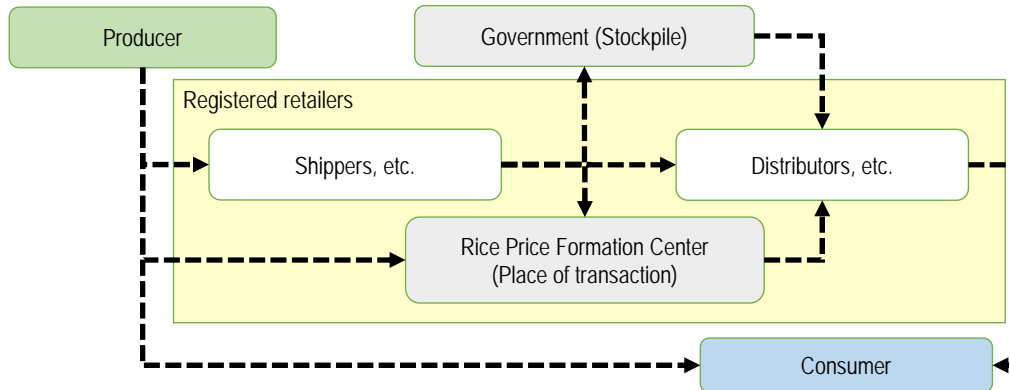 Producer
Government (Stockpile)
Registered retailers
Shippers, etc.
Distributors, etc.
Rice Price Formation Center
(Place of transaction)
Consumer